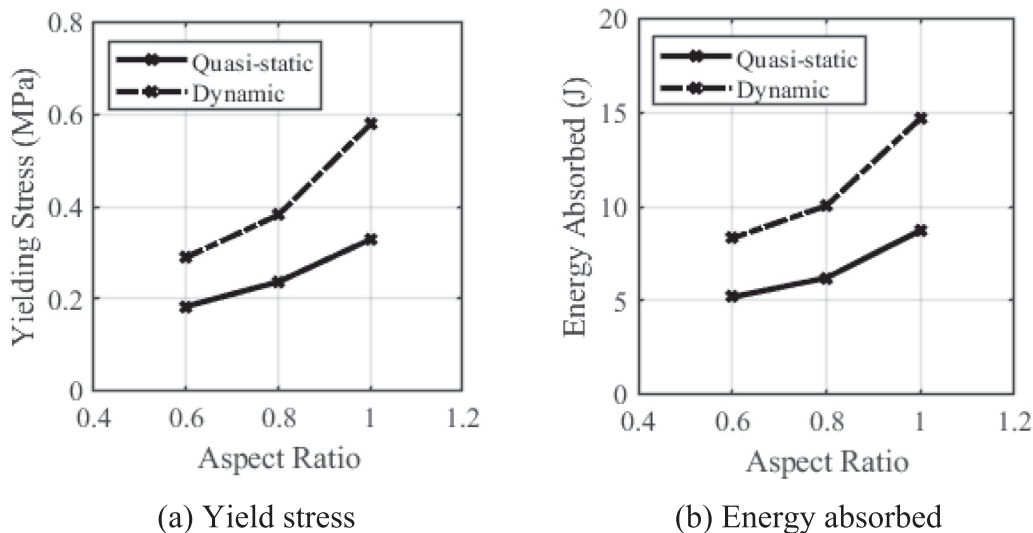 0.8
0.6
0.4
0.2
0
Yielding Stress (MPa)
Quasi-static
Dynamic
0.4 0.6 0.8 1 1.2
Aspect Ratio
(a) Yield stress
20
15
10
5
0
Energy Absorbed (J)
Quasi-static
Dynamic
0.4 0.6 0.8 1 1.2
Aspect Ratio
(b) Energy absorbed